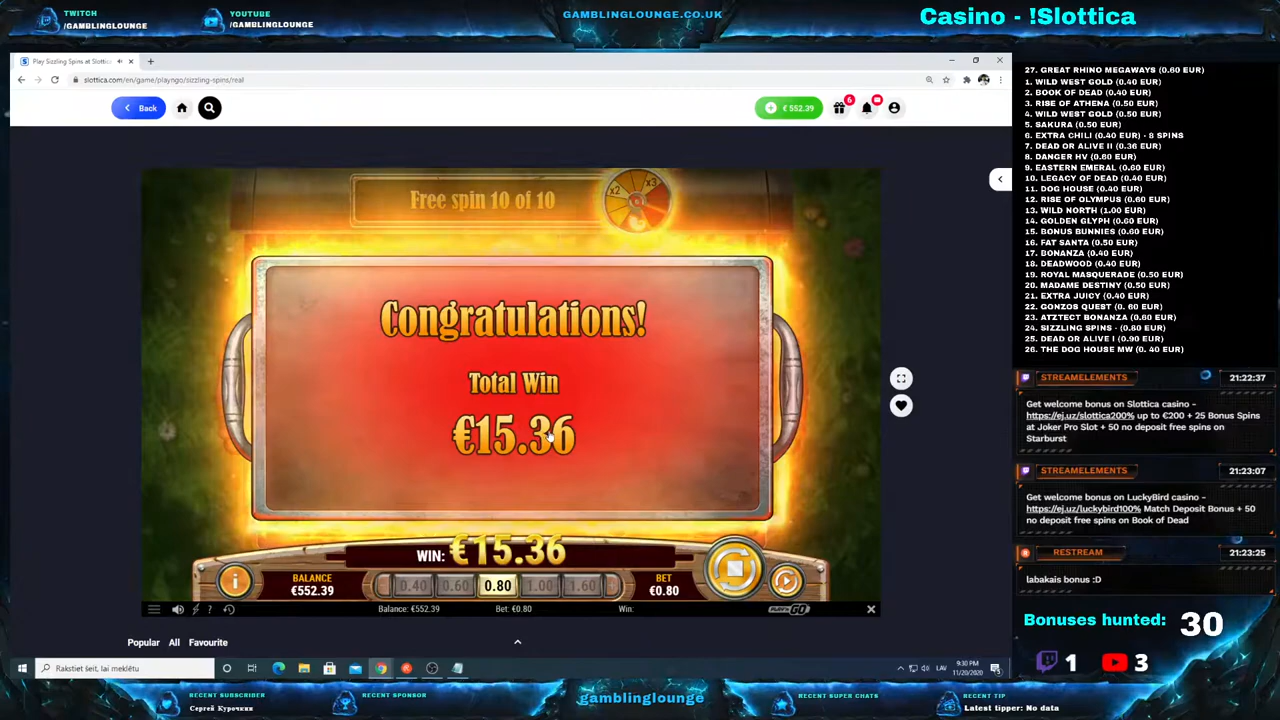 TWITCH
/GAMBLINGLOUNGE
YOUTUBE
/GAMBLINGLOUNGE
GAMBLINGLOUNGE.CO.UK
Casino - !Slottica
Play Sizzling Spins at Slottica
slottica.com/en/game/playngo/sizzling-spins/real
Back
€ 552.39
6
Free spin 10 of 10
x2
x3
Congratulations!
Total Win
€15.36
WIN: €15.36
BALANCE
€552.39
0.40 0.60 0.80 1.00 1.60
BET
€0.80
Balance: €552.39
Bet: €0.80
Win:
PLAY'N GO
Popular
All
Favourite
27. GREAT RHINO MEGAWAYS (0.60 EUR)
1. WILD WEST GOLD (0.40 EUR)
2. BOOK OF DEAD (0.40 EUR)
3. RISE OF ATHENA (0.50 EUR)
4. WILD WEST GOLD (0.50 EUR)
5. SAKURA (0.50 EUR)
6. EXTRA CHILI (0.40 EUR) - 8 SPINS
7. DEAD OR ALIVE II (0.36 EUR)
8. DANGER HV (0.60 EUR)
9. EASTERN EMERAL (0.60 EUR)
10. LEGACY OF DEAD (0.40 EUR)
11. DOG HOUSE (0.40 EUR)
12. RISE OF OLYMPUS (0.60 EUR)
13. WILD NORTH (1.00 EUR)
14. GOLDEN GLYPH (0.60 EUR)
15. BONUS BUNNIES (0.60 EUR)
16. FAT SANTA (0.50 EUR)
17. BONANZA (0.40 EUR)
18. DEADWOOD (0.40 EUR)
19. ROYAL MASQUERADE (0.50 EUR)
20. MADAME DESTINY (0.50 EUR)
21. EXTRA JUICY (0.40 EUR)
22. GONZOS QUEST (0. 60 EUR)
23. ATZTECT BONANZA (0.60 EUR)
24. SIZZLING SPINS - (0.80 EUR)
25. DEAD OR ALIVE I (0.90 EUR)
26. THE DOG HOUSE MW (0. 40 EUR)
STREAMELEMENTS
21:22:37
Get welcome bonus on Slottica casino -
https://ej.uz/slottica200% up to €200 + 25 Bonus Spins
at Joker Pro Slot + 50 no deposit free spins on
Starburst
STREAMELEMENTS
21:23:07
Get welcome bonus on LuckyBird casino -
https://ej.uz/luckybird100% Match Deposit Bonus + 50
no deposit free spins on Book of Dead
RESTREAM
21:23:25
labakais bonus :D
Bonuses hunted: 30
1
3
Rakstiet šeit, lai meklētu
LAV
9:30 PM
11/20/2020
RECENT SUBSCRIBER
Сергей Курочкин
RECENT SPONSOR
gamblinglounge
RECENT SUPER CHATS
RECENT TIP
Latest tipper: No data